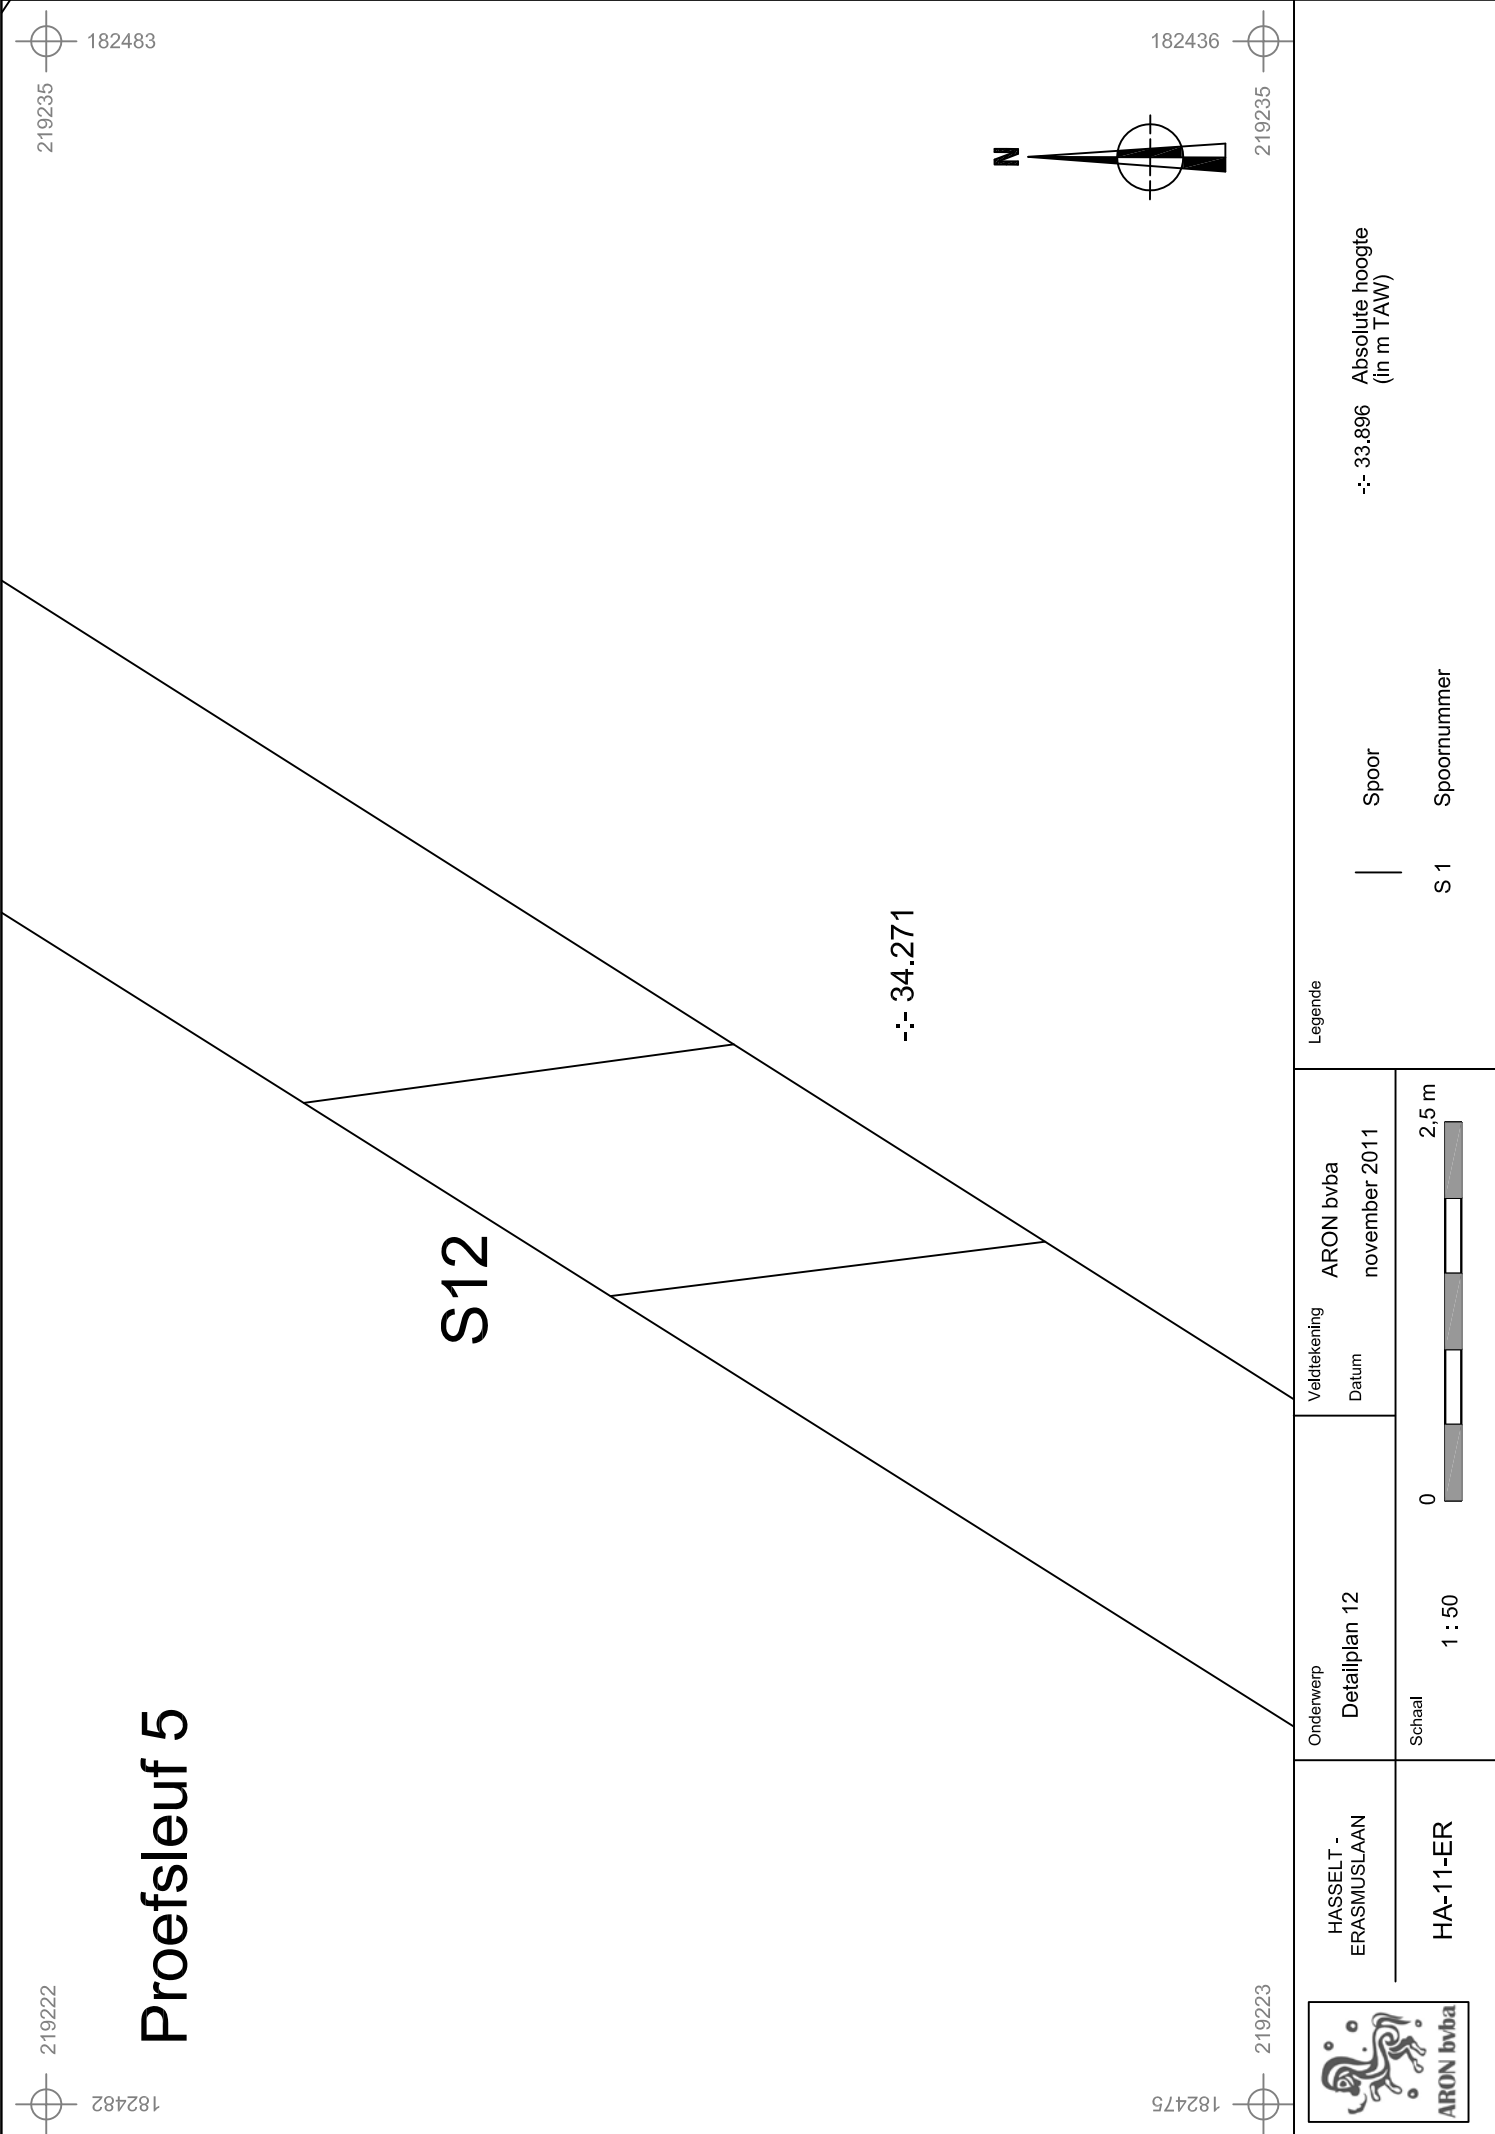 219222
182482
182483
219235
Proefsleuf 5
S12
-:- 34.271
N
182475
219223
182436
219235
ARON bvba
HASSELT -
ERASMUSLAAN
HA-11-ER
Onderwerp
Detailplan 12
Veldtekening
ARON bvba
Datum
november 2011
Schaal
1 : 50
0
2,5 m
Legende
Spoor
S 1 Spoornummer
-:- 33.896 Absolute hoogte
(in m TAW)